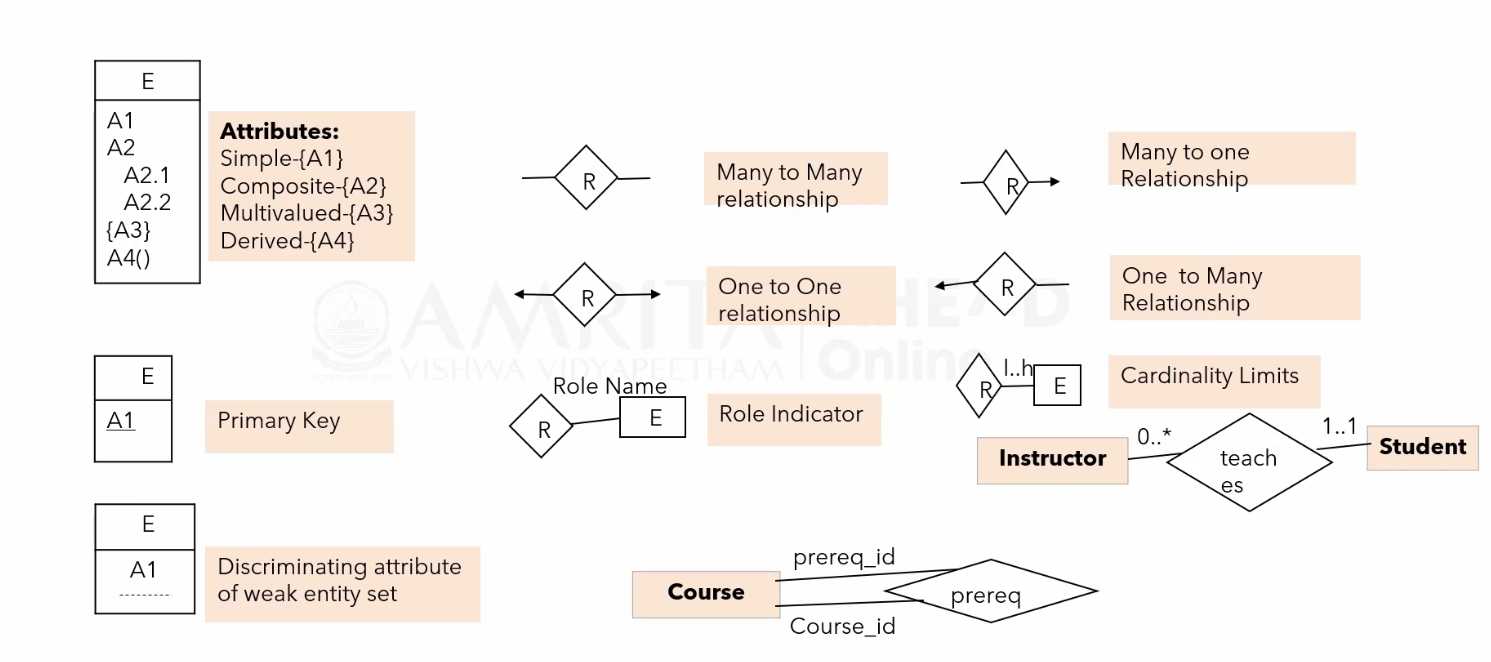 E
A1
A2
A2.1
A2.2
{A3}
A4()
Attributes:
Simple-{A1}
Composite-{A2}
Multivalued-{A3}
Derived-{A4}
R
Many to Many
relationship
R
Many to one
Relationship
R
One to One
relationship
R
One to Many
Relationship
AMRITA
VISHWA VIDYAPEETHAM
Online
E
A1
Primary Key
Role Name
R
E
Role Indicator
R
l..h
E
Cardinality Limits
Instructor
0..*
teach
es
1..1
Student
E
A1
Discriminating attribute
of weak entity set
Course
prereq_id
Course_id
prereq